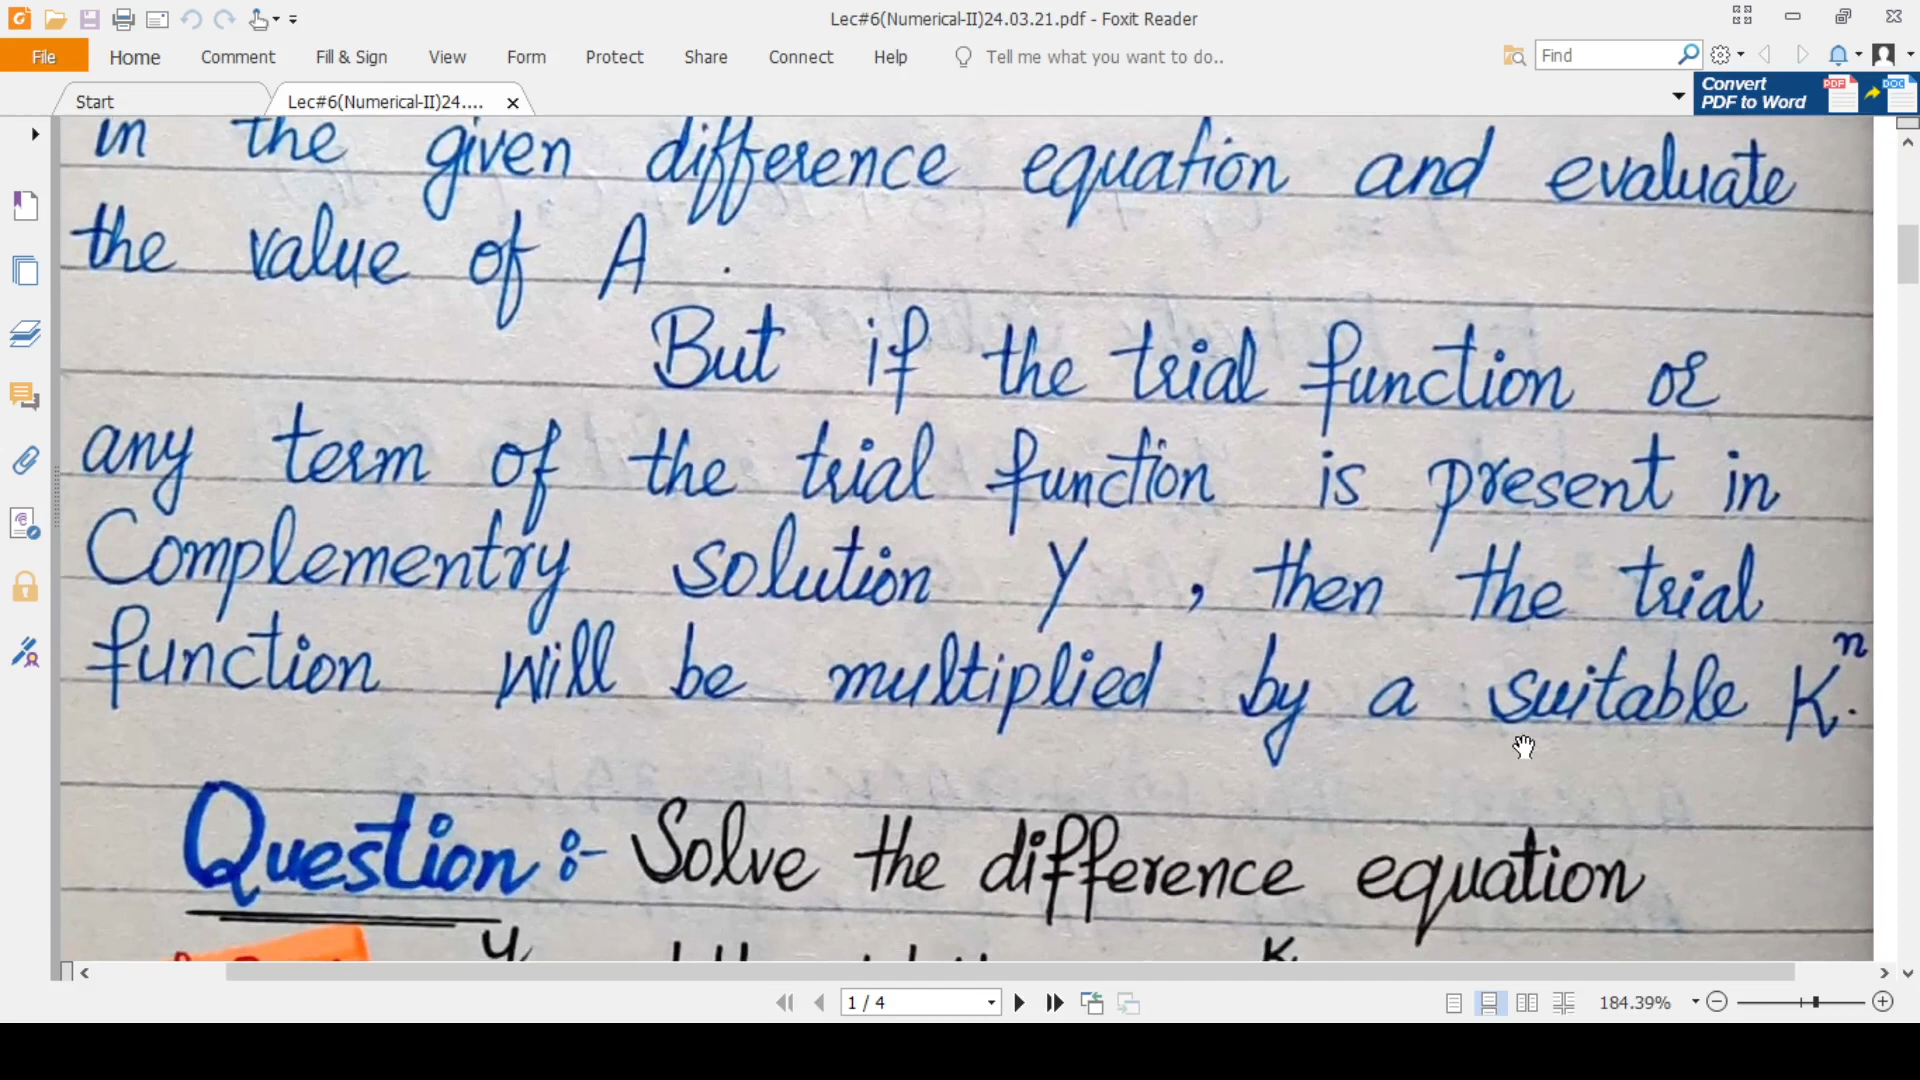 Lec#6(Numerical-II)24.03.21.pdf - Foxit Reader
File Home Comment Fill & Sign View Form Protect Share Connect Help Tell me what you want to do.. Find
Start Lec#6(Numerical-II)24.... Convert
PDF to Word PDF DOC
in the given difference equation and evaluate
the value of A .
But if the trial function or
any term of the trial function is present in
Complementry solution Y , then the trial
function will be multiplied by a suitable K^n.
Question :- Solve the difference equation
1 / 4 184.39%